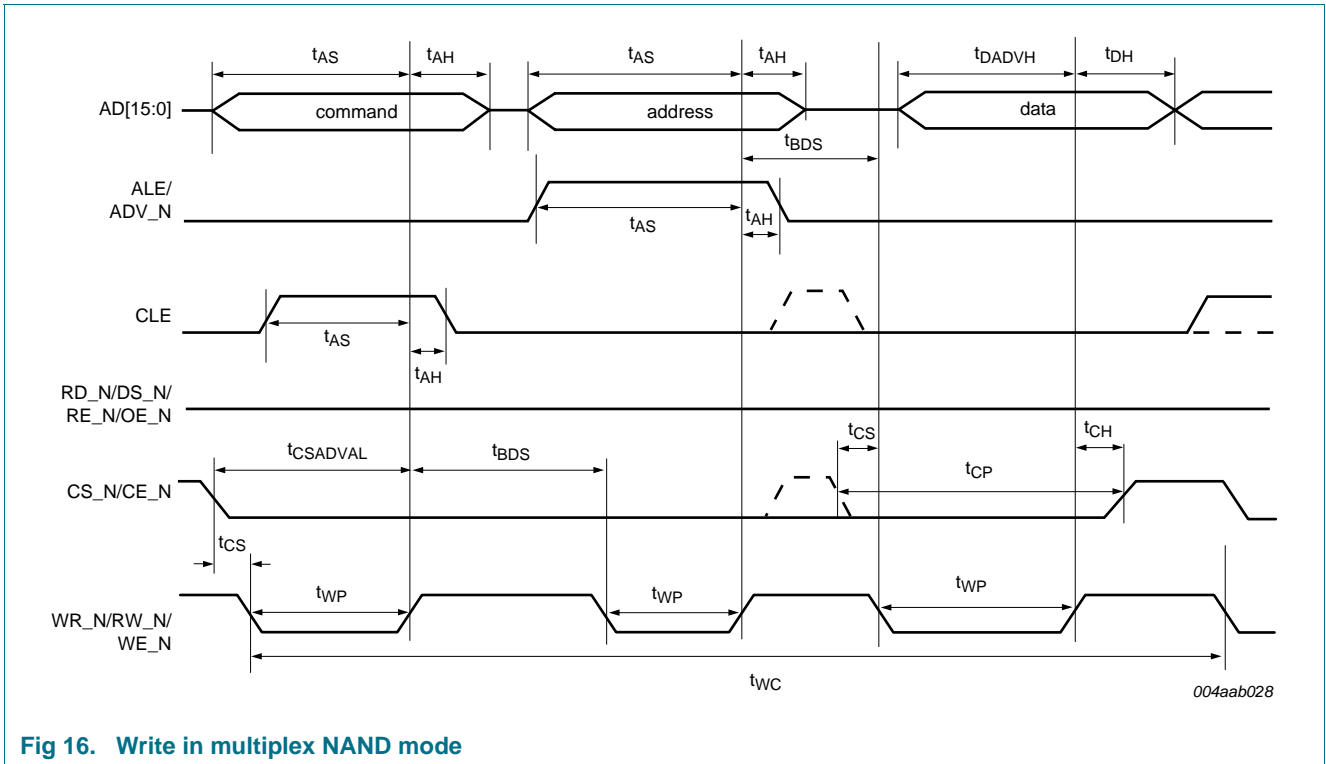 tAS tAH tAS tAH tDADVH tDH
AD[15:0] command address data
tBDS
ALE/
ADV_N
tAS tAH
CLE
tAS
tAH
RD_N/DS_N/
RE_N/OE_N
tCSADVAL tBDS tCS tCH
tCP
CS_N/CE_N
tCS
tWP tWP tWP
WR_N/RW_N/
WE_N
tWC
004aab028
Fig 16. Write in multiplex NAND mode